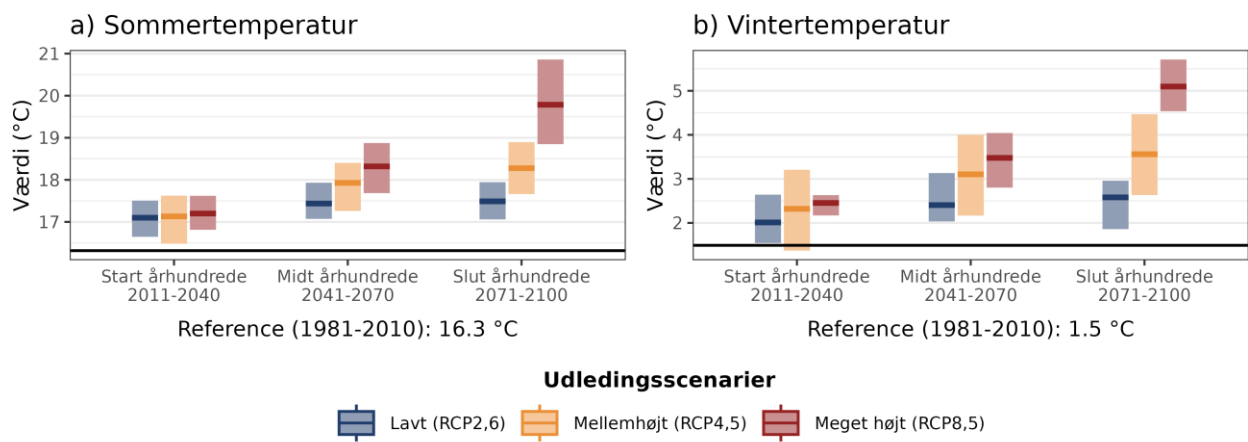 a) Sommertemperatur
Værdi (°C)
21
20
19
18
17
Start århundrede
2011-2040
Midt århundrede
2041-2070
Slut århundrede
2071-2100
Reference (1981-2010): 16.3 °C
b) Vintertemperatur
Værdi (°C)
5
4
3
2
Start århundrede
2011-2040
Midt århundrede
2041-2070
Slut århundrede
2071-2100
Reference (1981-2010): 1.5 °C
Udledingsscenarier
Lavt (RCP2,6)
Mellemhøjt (RCP4,5)
Meget højt (RCP8,5)